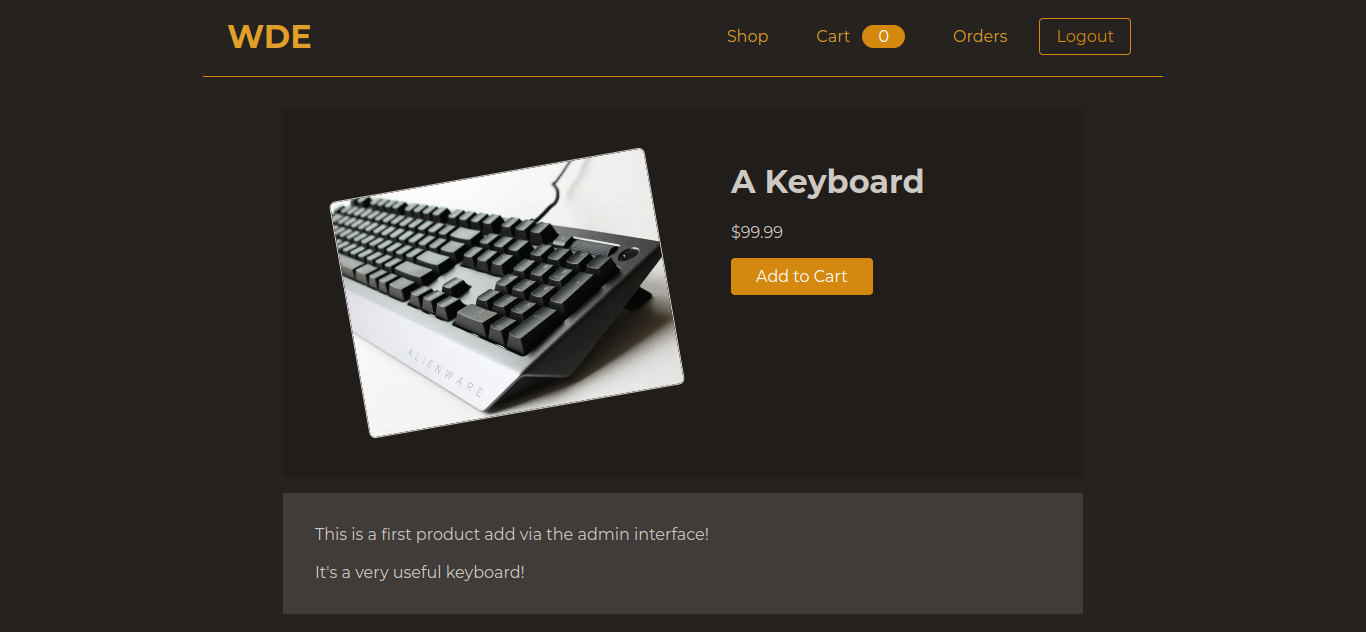 WDE
Shop Cart 0 Orders Logout
A Keyboard
$99.99
Add to Cart
ALIENWARE
This is a first product add via the admin interface!
It's a very useful keyboard!